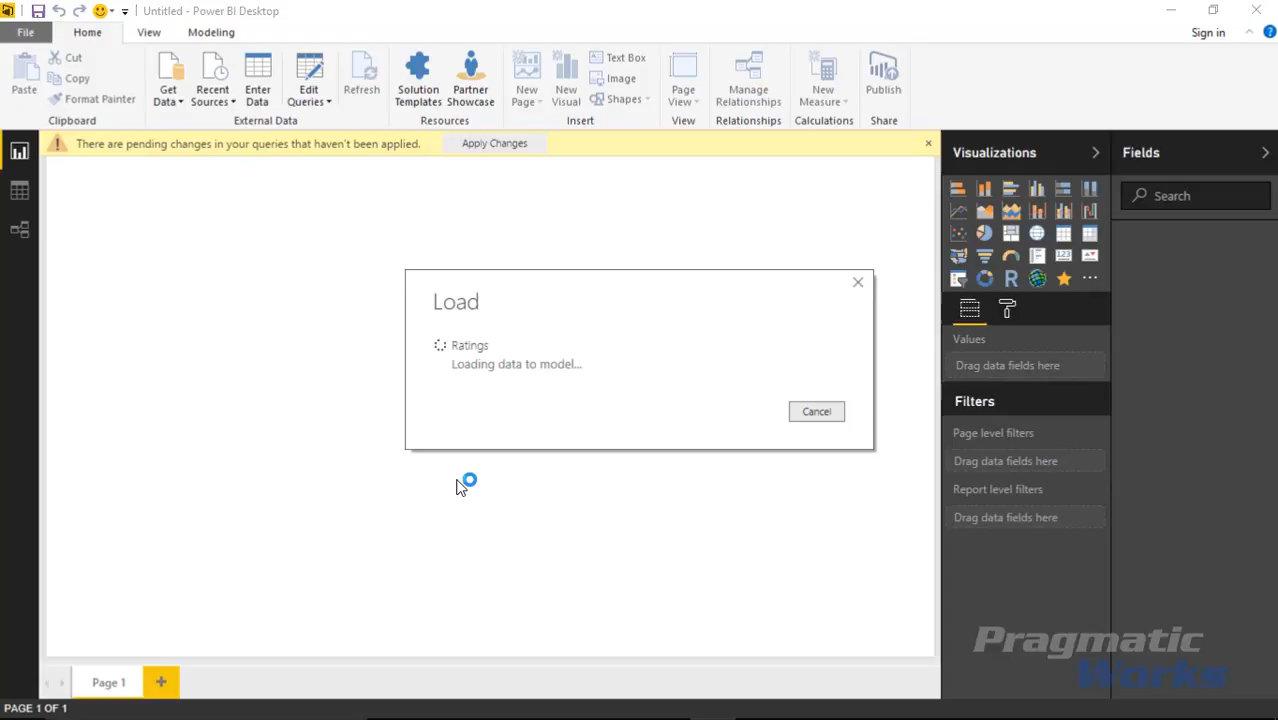 Untitled - Power BI Desktop
File
Home
View
Modeling
Sign in
Paste
Cut
Copy
Format Painter
Clipboard
Get Data
Recent Sources
Enter Data
Edit Queries
Refresh
External Data
Solution Templates
Partner Showcase
Resources
New Page
New Visual
Text Box
Image
Shapes
Insert
Page View
View
Manage Relationships
Relationships
New Measure
Calculations
Publish
Share
There are pending changes in your queries that haven't been applied.
Apply Changes
Visualizations
Fields
Search
R
123
Load
Ratings
Loading data to model...
Cancel
Values
Drag data fields here
Filters
Page level filters
Drag data fields here
Report level filters
Drag data fields here
Pragmatic
Works
Page 1
PAGE 1 OF 1